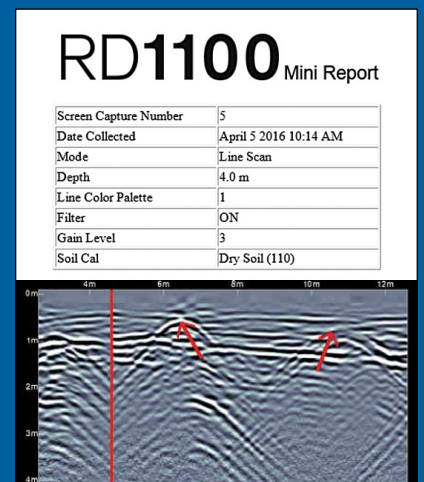 RD1100 Mini Report
Screen Capture Number 5
Date Collected April 5 2016 10:14 AM
Mode Line Scan
Depth 4.0 m
Line Color Palette 1
Filter ON
Gain Level 3
Soil Cal Dry Soil (110)
4m 6m 8m 10m 12m
0m
1m
2m
3m
4m